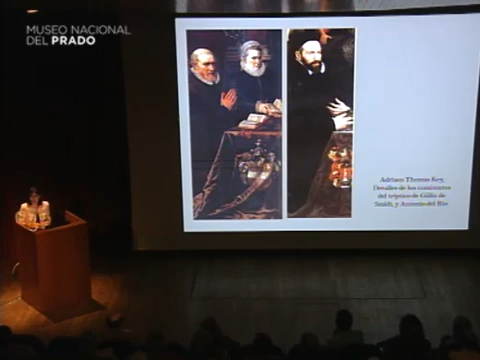 MUSEO NACIONAL
DEL PRADO
Adriaen Thomas Key,
Detalles de los comitentes
del tríptico de Gillis de
Smidt, y Antonio del Río